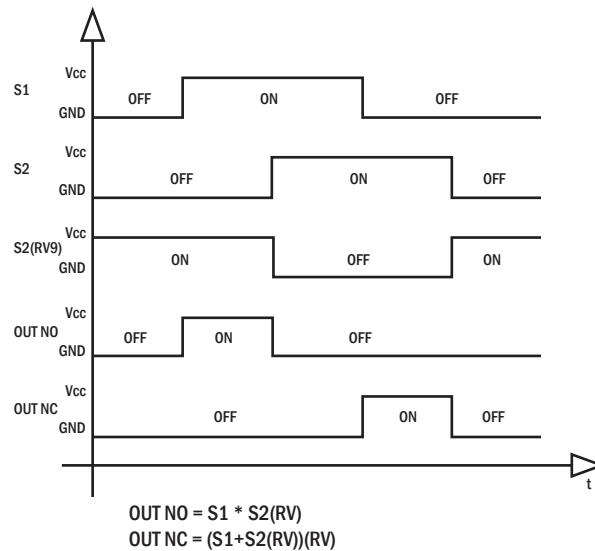 S1
Vcc
GND
OFF
ON
OFF
S2
Vcc
GND
OFF
ON
OFF
S2(RV9)
Vcc
GND
ON
OFF
ON
OUT NO
Vcc
GND
OFF
ON
OFF
OUT NC
Vcc
GND
OFF
ON
OFF
t
OUT NO = S1 * S2(RV)
OUT NC = (S1+S2(RV))(RV)